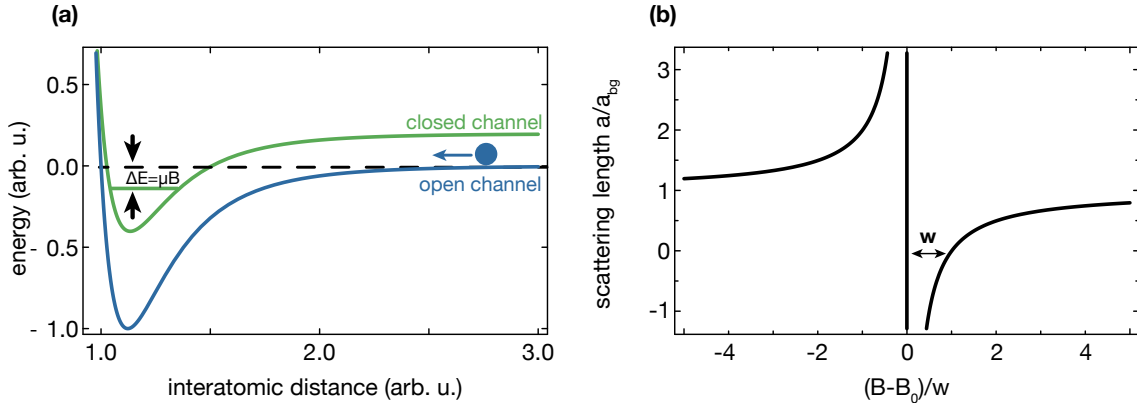 (a)
energy (arb. u.)
0.5
0.0
0.5
-
1.0
-
1.0
2.0
3.0
interatomic distance (arb. u.)
closed channel
ΔE=μB
open channel
(b)
scattering length a/a_bg
3
2
1
0
-1
w
-4
-2
0
2
4
(B-B₀)/w